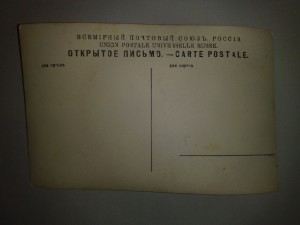 ВСЕМІРНЫЙ ПОЧТОВЫЙ СОЮЗЪ. РОССІЯ.
UNION POSTALE UNIVERSELLE RUSSIE.
ОТКРЫТОЕ ПИСЬМО. — CARTE POSTALE.